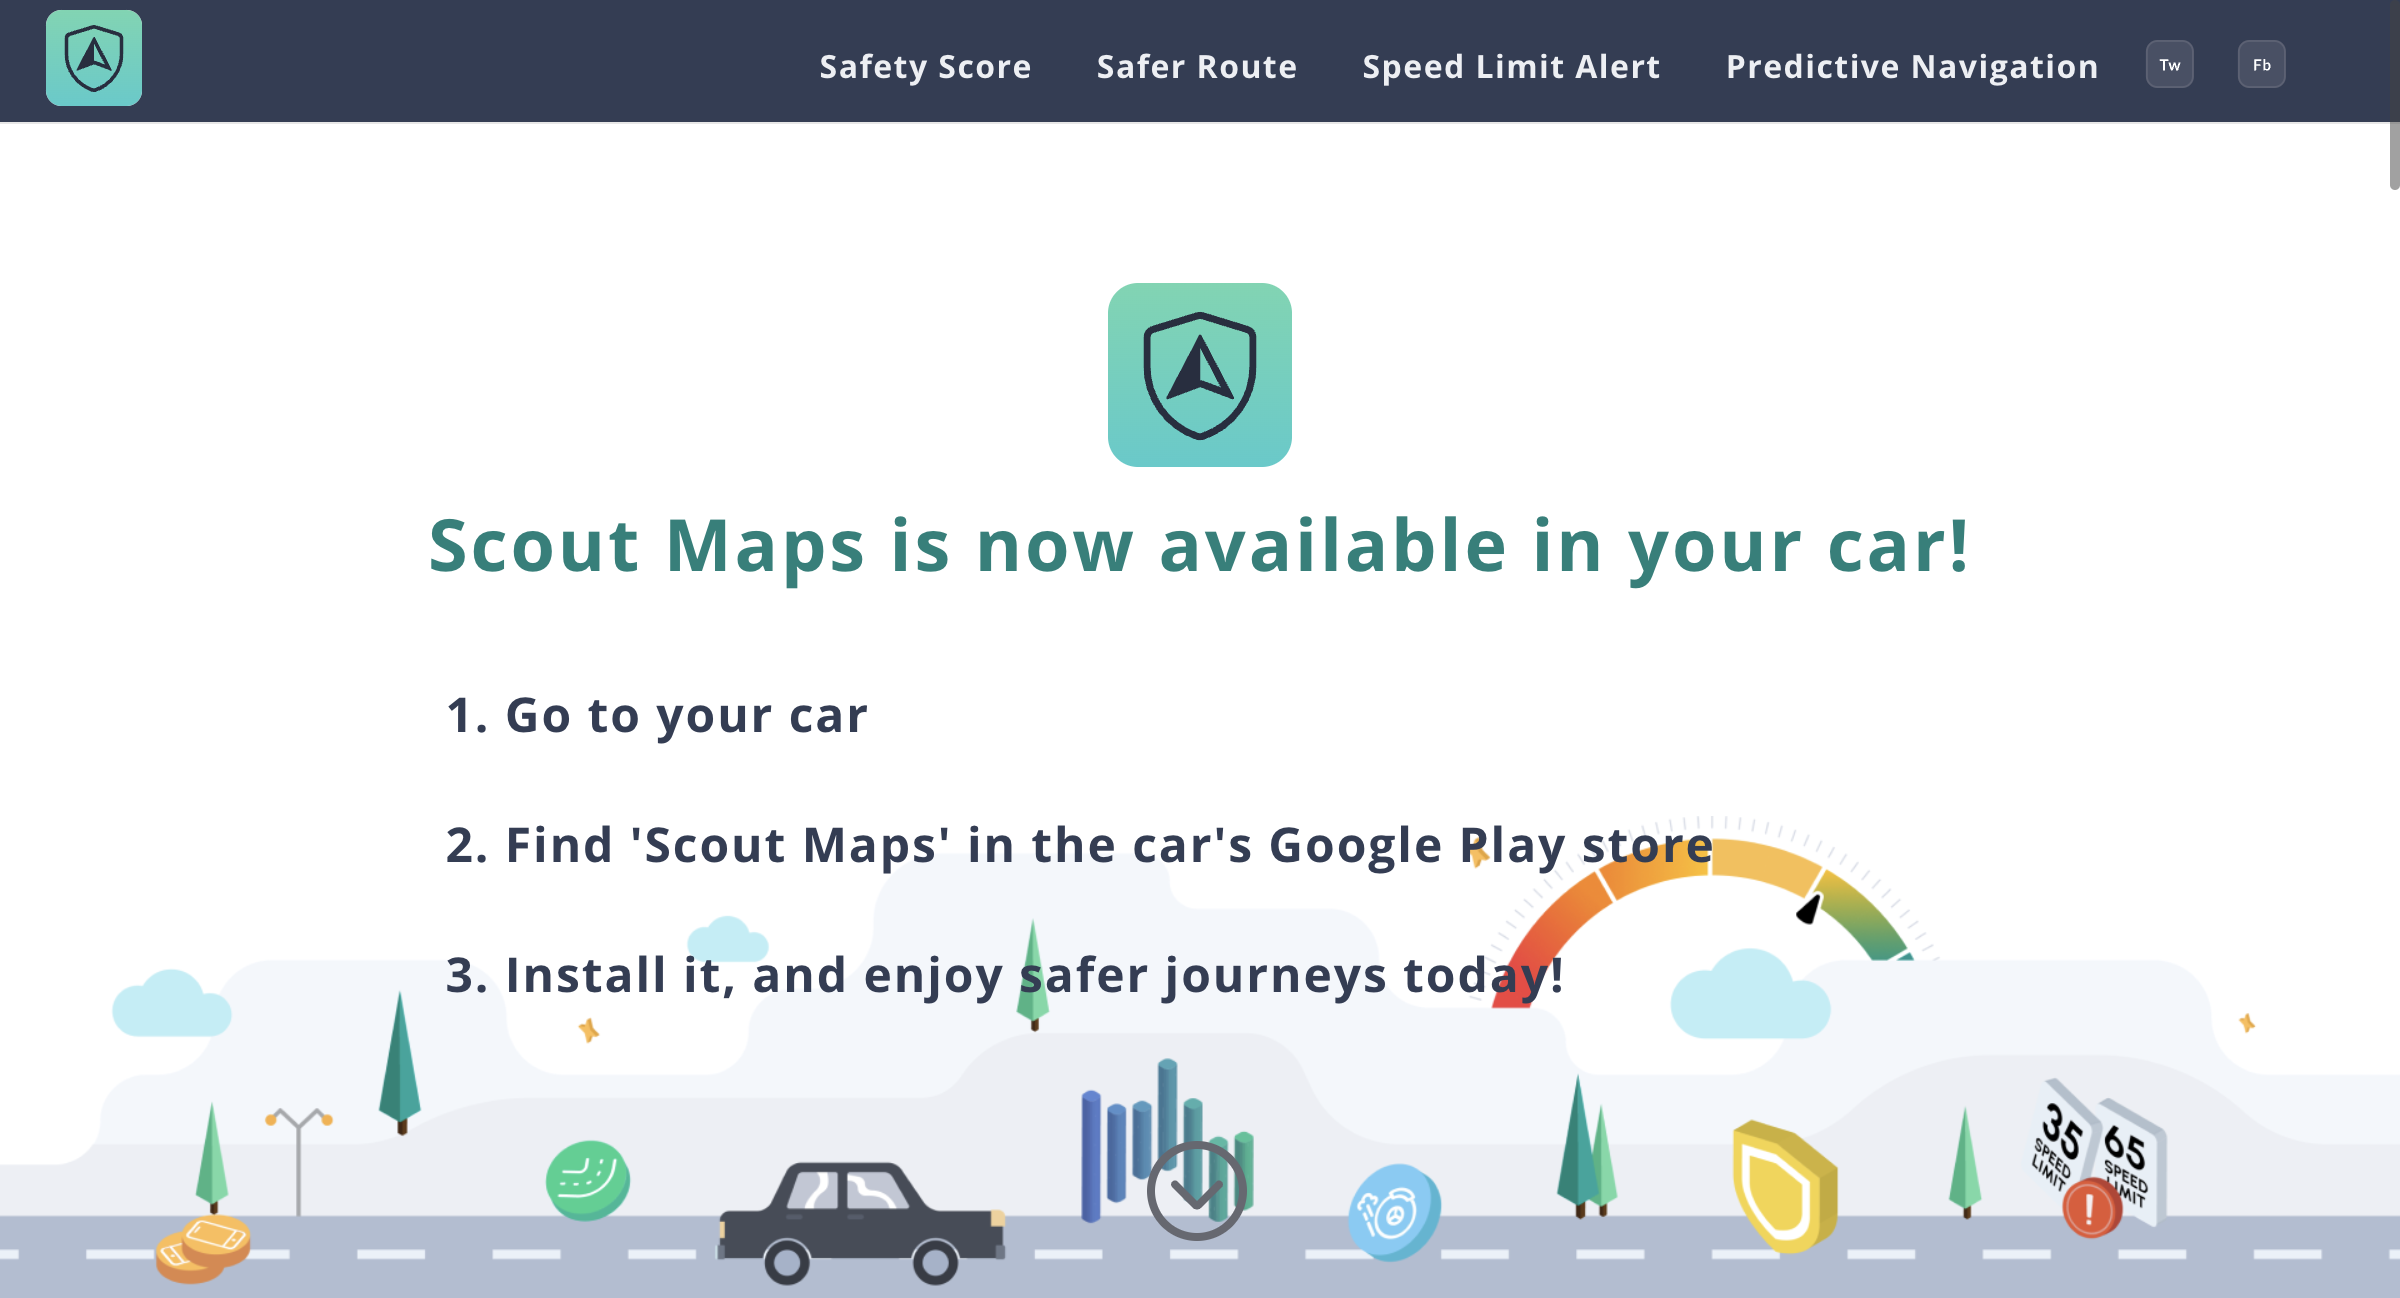 Safety Score Safer Route Speed Limit Alert Predictive Navigation Tw Fb
Scout Maps is now available in your car!
1. Go to your car
2. Find 'Scout Maps' in the car's Google Play store
3. Install it, and enjoy safer journeys today!
35
SPEED
LIMIT
65
SPEED
LIMIT
!